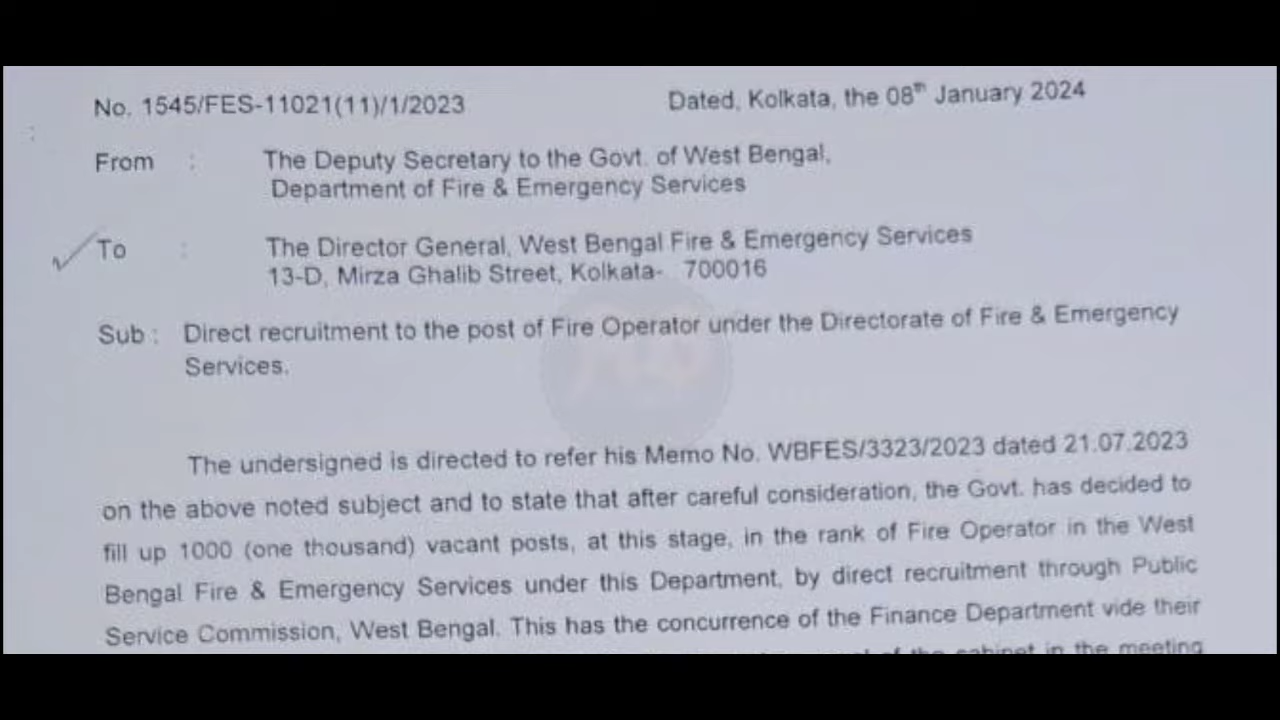 No. 1545/FES-11021(11)/1/2023 Dated, Kolkata, the 08th January 2024
From : The Deputy Secretary to the Govt. of West Bengal,
Department of Fire & Emergency Services
To : The Director General, West Bengal Fire & Emergency Services
13-D, Mirza Ghalib Street, Kolkata- 700016
Sub : Direct recruitment to the post of Fire Operator under the Directorate of Fire & Emergency
Services.
The undersigned is directed to refer his Memo No. WBFES/3323/2023 dated 21.07.2023
on the above noted subject and to state that after careful consideration, the Govt. has decided to
fill up 1000 (one thousand) vacant posts, at this stage, in the rank of Fire Operator in the West
Bengal Fire & Emergency Services under this Department, by direct recruitment through Public
Service Commission, West Bengal. This has the concurrence of the Finance Department vide their
of the cabinet in the meeting